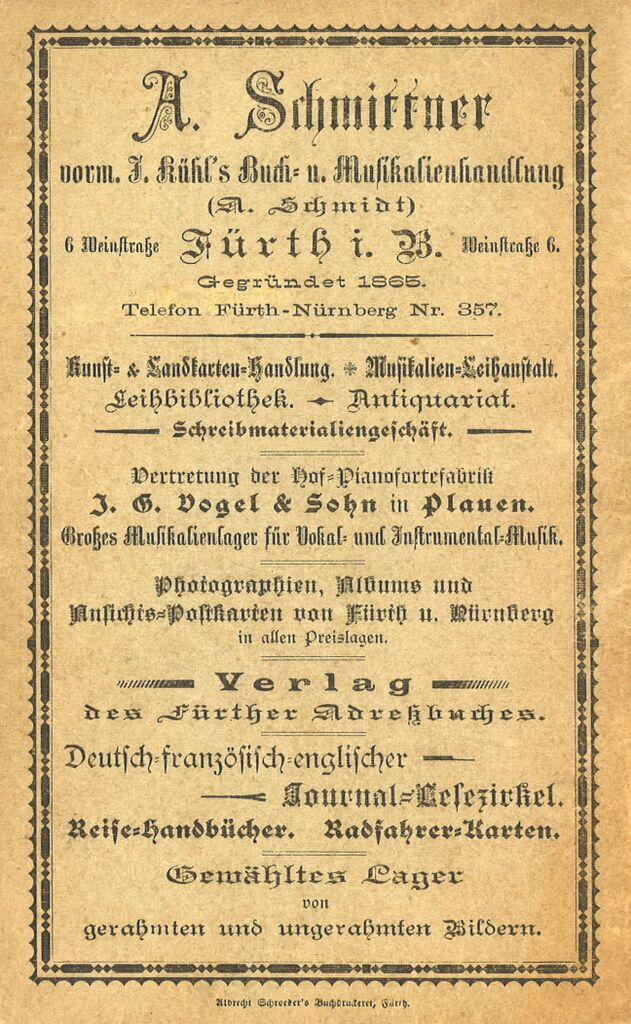 A. Schmittner
vorm. J. Kühl's Buch- u. Musikalienhandlung
(A. Schmidt)
6 Weinstraße Fürth i. B. Weinstraße 6.
Gegründet 1865.
Telefon Fürth-Nürnberg Nr. 357.
Kunst- & Landkarten-Handlung. * Musikalien-Leihanstalt.
Leihbibliothek. Antiquariat.
Schreibmaterialiengeschäft.
Vertretung der Hof-Pianofortefabrik
J. G. Vogel & Sohn in Plauen.
Großes Musikalienlager für Vokal- und Instrumental-Musik.
Photographien, Albums und
Ansichts-Postkarten von Fürth u. Nürnberg
in allen Preislagen.
Verlag
des Fürther Adreßbuches.
Deutsch-französisch-englischer
Journal-Lesezirkel.
Reise-Handbücher. Radfahrer-Karten.
Gewähltes Lager
von
gerahmten und ungerahmten Bildern.
Albrecht Schroeder's Buchdruckerei, Fürth.